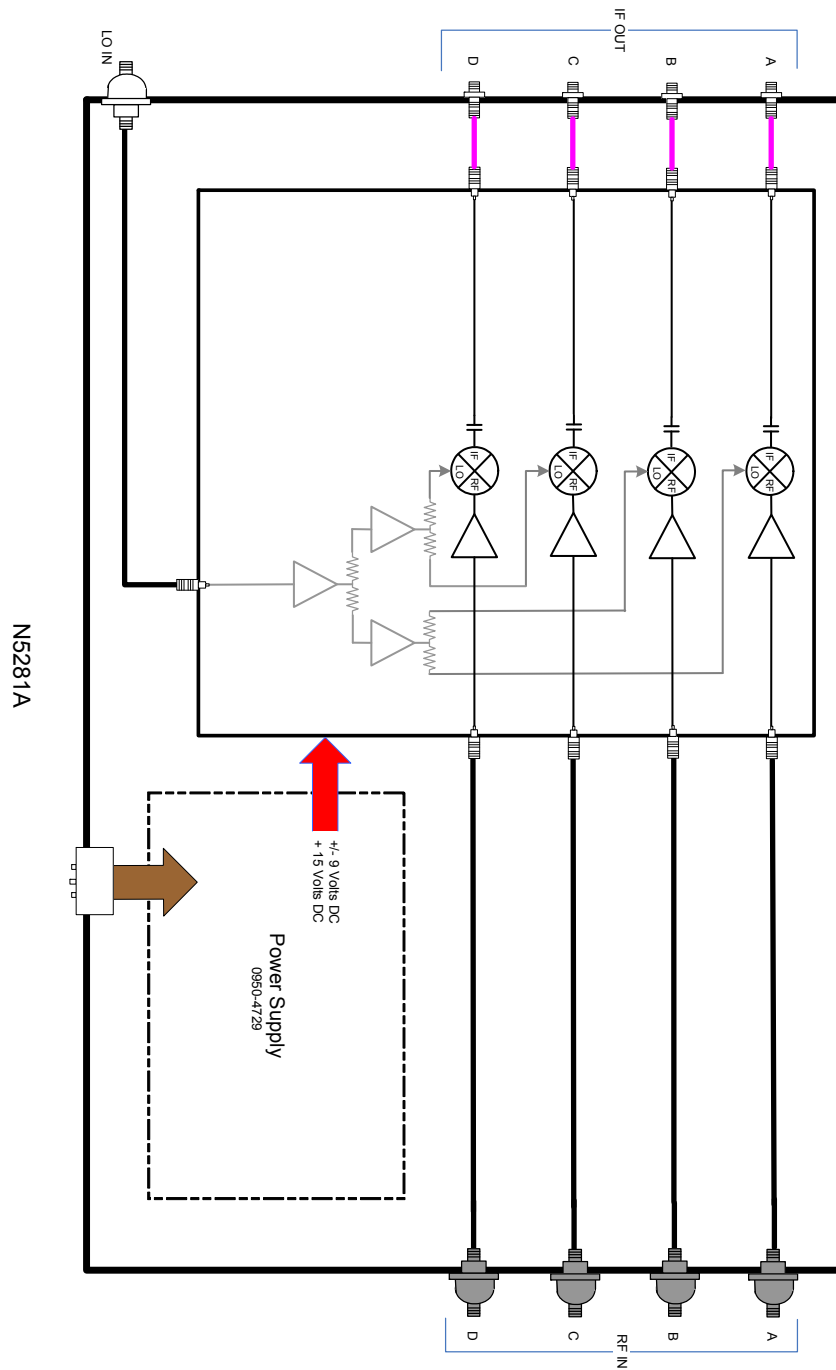 N5281A
LO IN
IF OUT
D
C
B
A
IF
LO
RF
IF
LO
RF
IF
LO
RF
IF
LO
RF
+/- 9 Volts DC
+ 15 Volts DC
Power Supply
0950-4729
D
C
B
A
RF IN